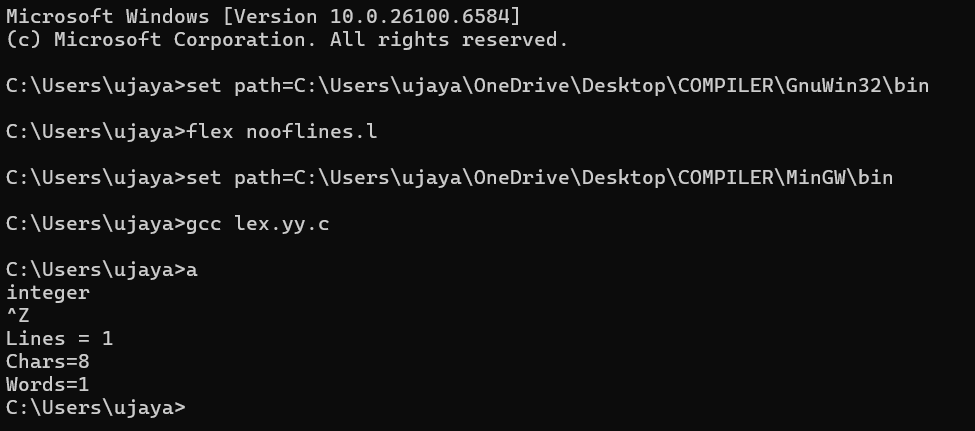 Microsoft Windows [Version 10.0.26100.6584]
(c) Microsoft Corporation. All rights reserved.
C:\Users\ujaya>set path=C:\Users\ujaya\OneDrive\Desktop\COMPILER\GnuWin32\bin
C:\Users\ujaya>flex nooflines.l
C:\Users\ujaya>set path=C:\Users\ujaya\OneDrive\Desktop\COMPILER\MinGW\bin
C:\Users\ujaya>gcc lex.yy.c
C:\Users\ujaya>a
integer
^Z
Lines = 1
Chars=8
Words=1
C:\Users\ujaya>